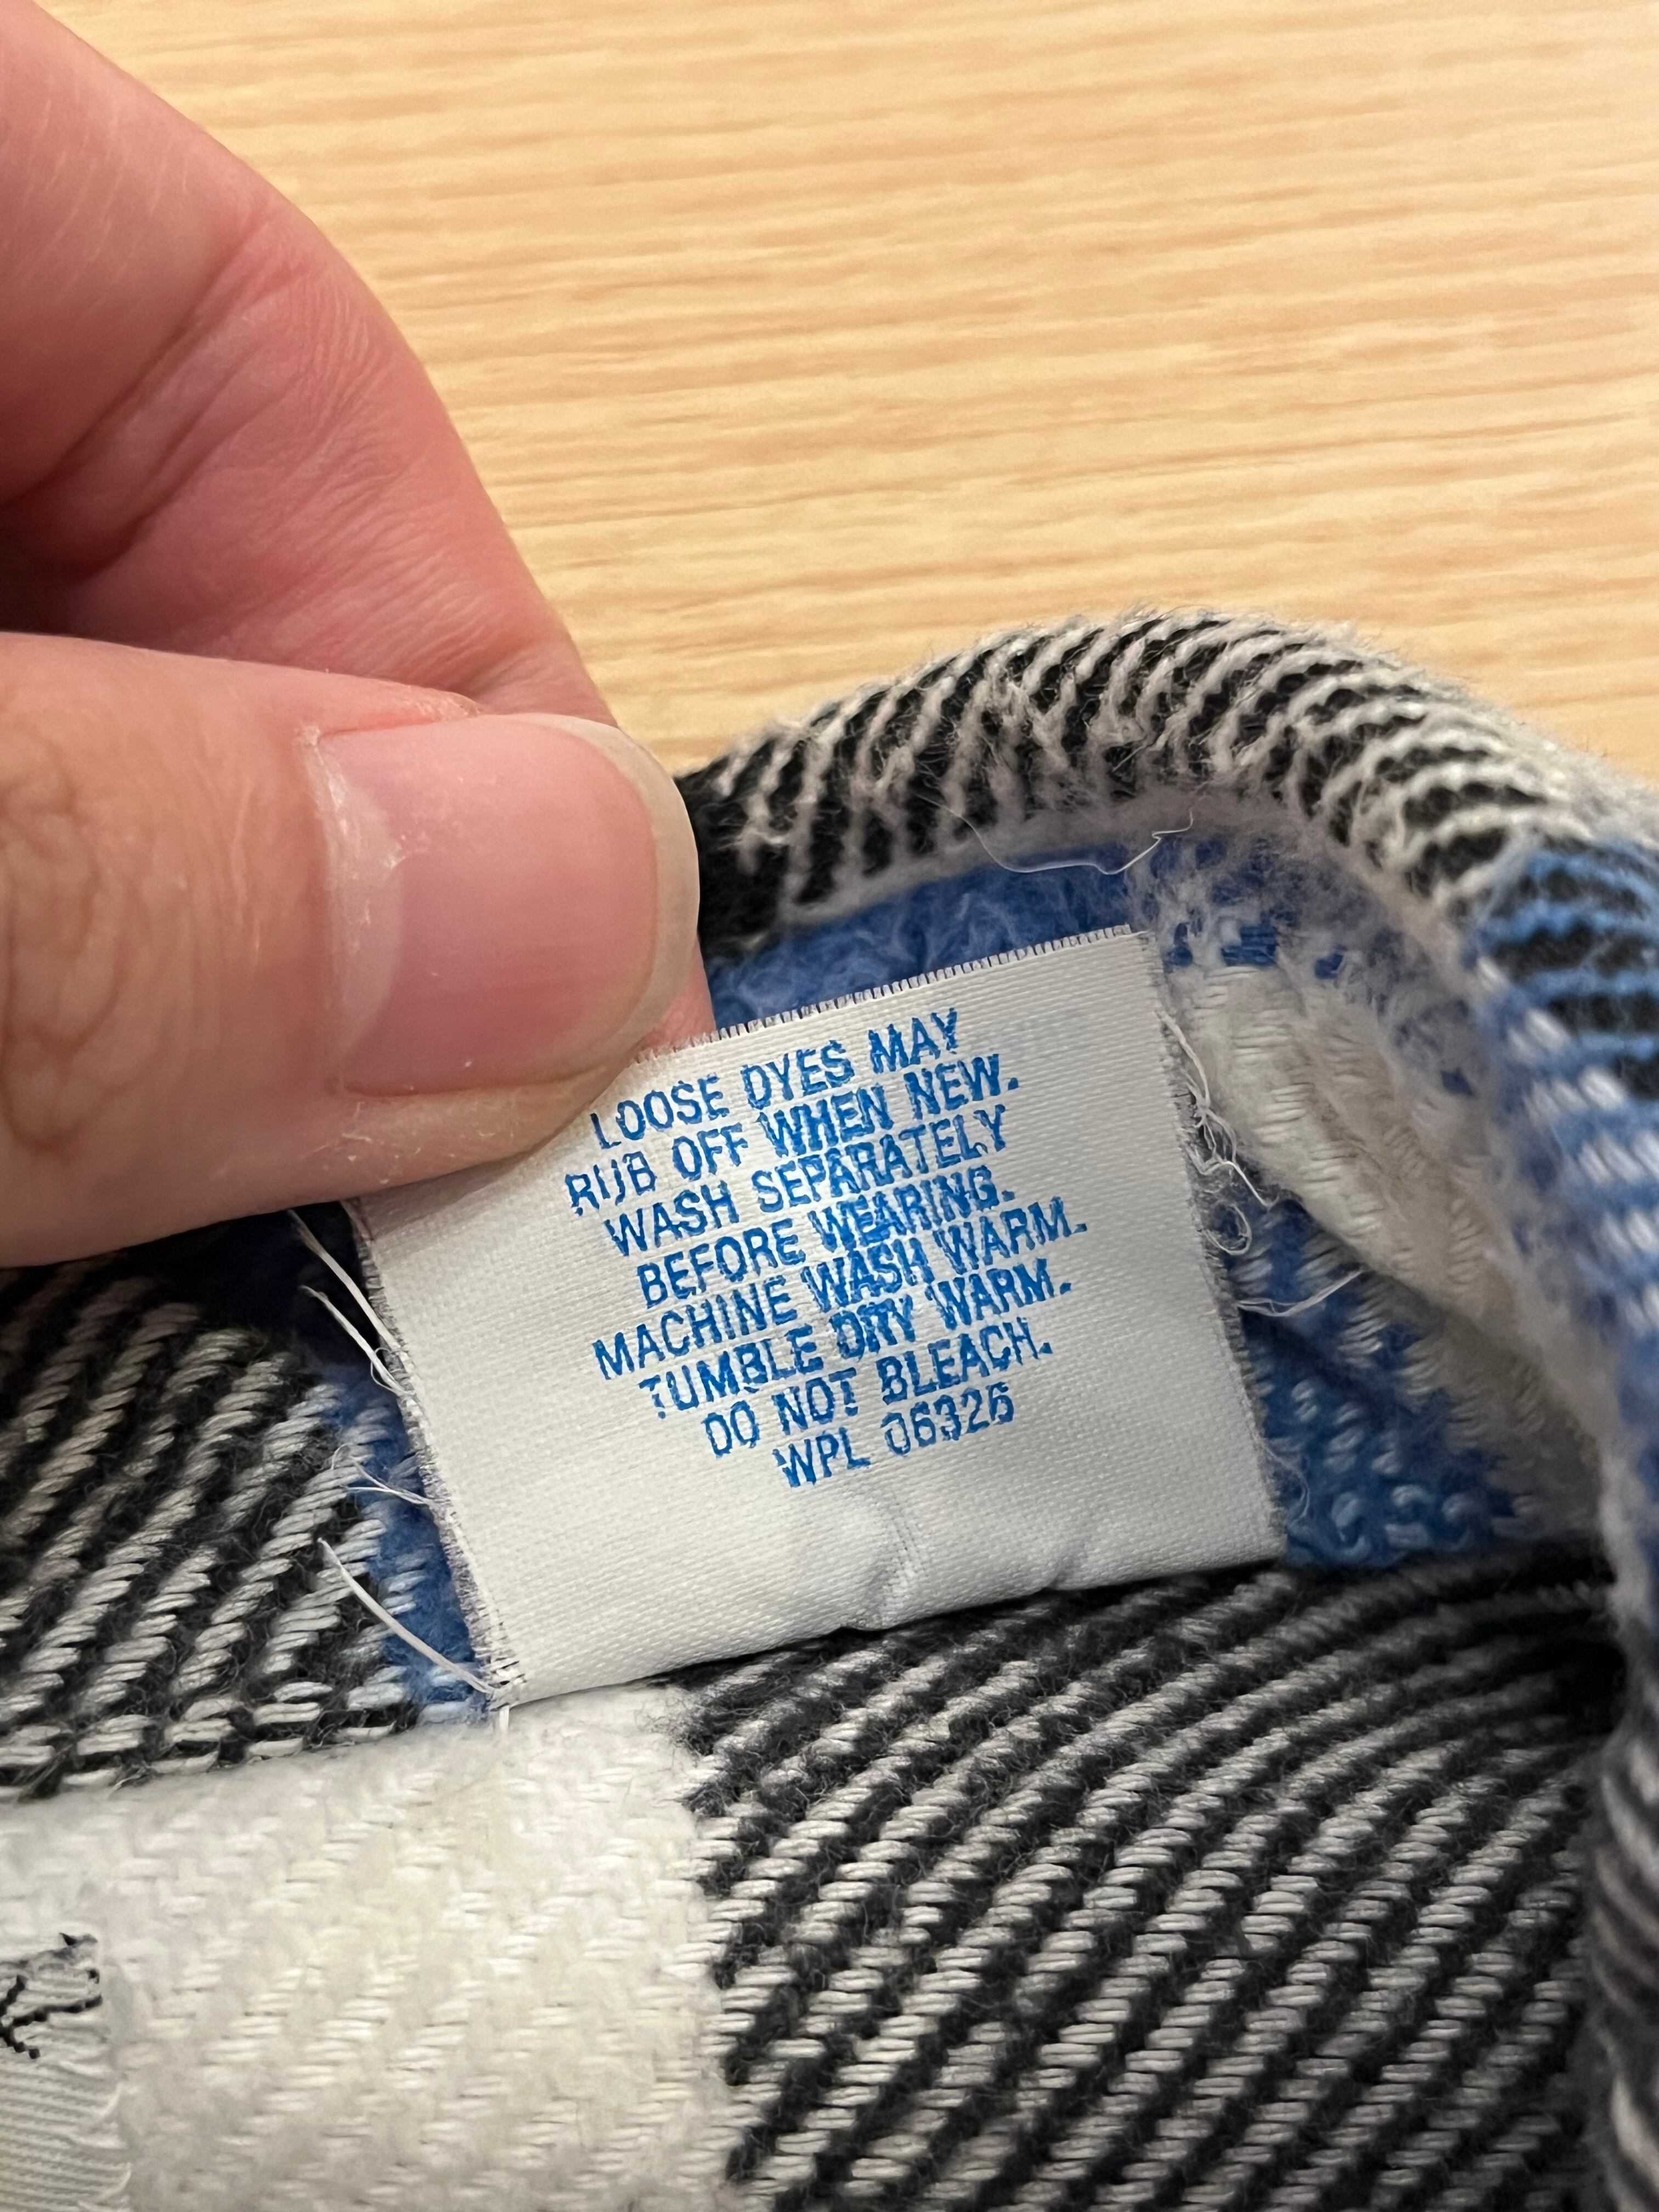 LOOSE DYES MAY
RUB OFF WHEN NEW.
WASH SEPARATELY
BEFORE WEARING.
MACHINE WASH WARM.
TUMBLE DRY WARM.
DO NOT BLEACH.
WPL 06326